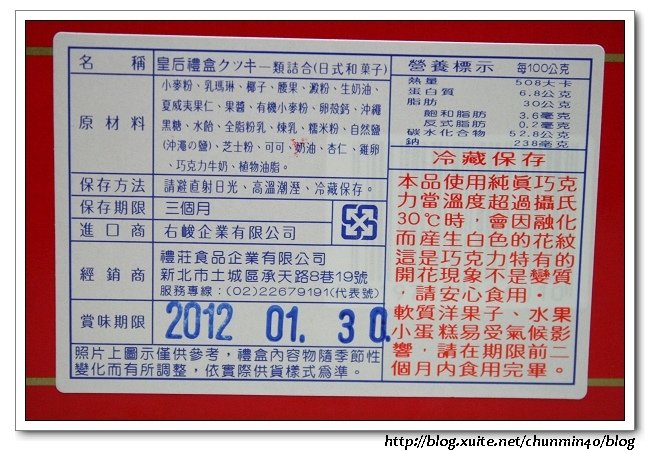 名稱 皇后禮盒クツキー類詰合(日式和菓子)
原材料 小麥粉、乳瑪琳、椰子、腰果、澱粉、生奶油、
夏威夷果仁、果醬、有機小麥粉、卵殼鈣、沖繩
黑糖、水飴、全脂粉乳、煉乳、糯米粉、自然鹽
(沖漥の鹽)、芝士粉、可可、奶油、杏仁、雞卵
、巧克力牛奶、植物油脂。
保存方法 請避直射日光、高溫潮溼、冷藏保存。
保存期限 三個月
進口商 右峻企業有限公司
經銷商 禮莊食品企業有限公司
新北市土城區承天路8巷19號
服務專線:(02)22679191(代表號)
賞味期限 2012 01. 30.
照片上圖示僅供參考，禮盒內容物隨季節性
變化而有所調整，依實際供貨樣式為準。
營養標示 每100公克
熱量 508大卡
蛋白質 6.8公克
脂肪 30公克
飽和脂肪 3.6毫克
反式脂肪 0.2毫克
碳水化合物 52.8公克
鈉 238毫克
冷藏保存
本品使用純真巧克
力當溫度超過攝氏
30℃時，會因融化
而產生白色的花紋
這是巧克力特有的
開花現象不是變質
，請安心食用。
軟質洋果子、水果
小蛋糕易受氣候影
響，請在期限前二
個月內食用完畢。
http://blog.xuite.net/chunmin40/blog